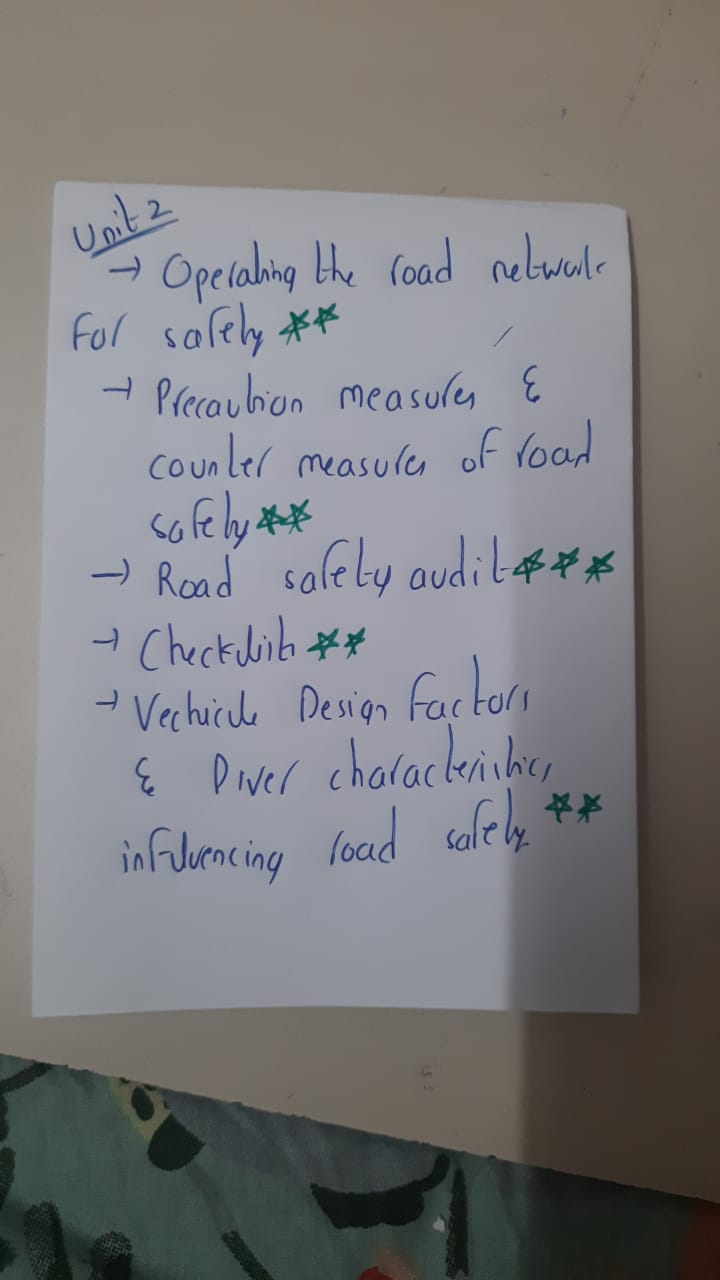 Unit 2
→ Operating the road network
For safety **
→ Precaution measures &
counter measures of road
safety **
→ Road safety audit ***
→ Checklists **
→ Vechicle Design Factors
& Diver characteristics
influencing road safety **